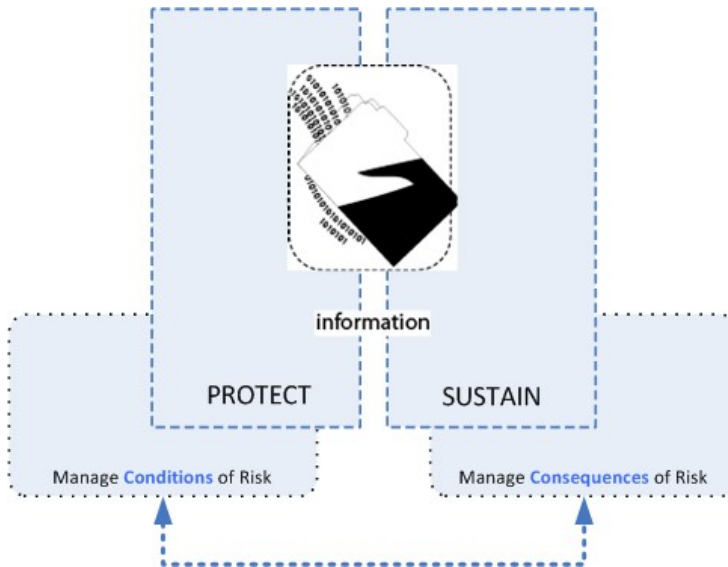 information
PROTECT
SUSTAIN
Manage Conditions of Risk
Manage Consequences of Risk